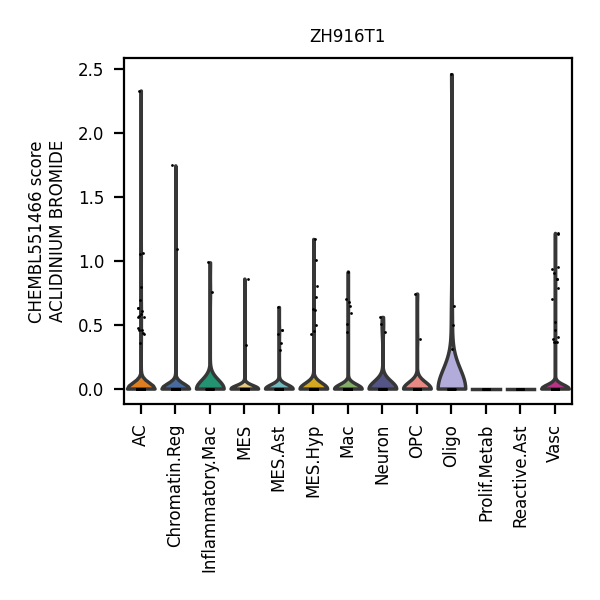 ZH916T1
CHEMBL551466 score
ACLIDINIUM BROMIDE
2.5
2.0
1.5
1.0
0.5
0.0
AC
Chromatin.Reg
Inflammatory.Mac
MES
MES.Ast
MES.Hyp
Mac
Neuron
OPC
Oligo
Prolif.Metab
Reactive.Ast
Vasc